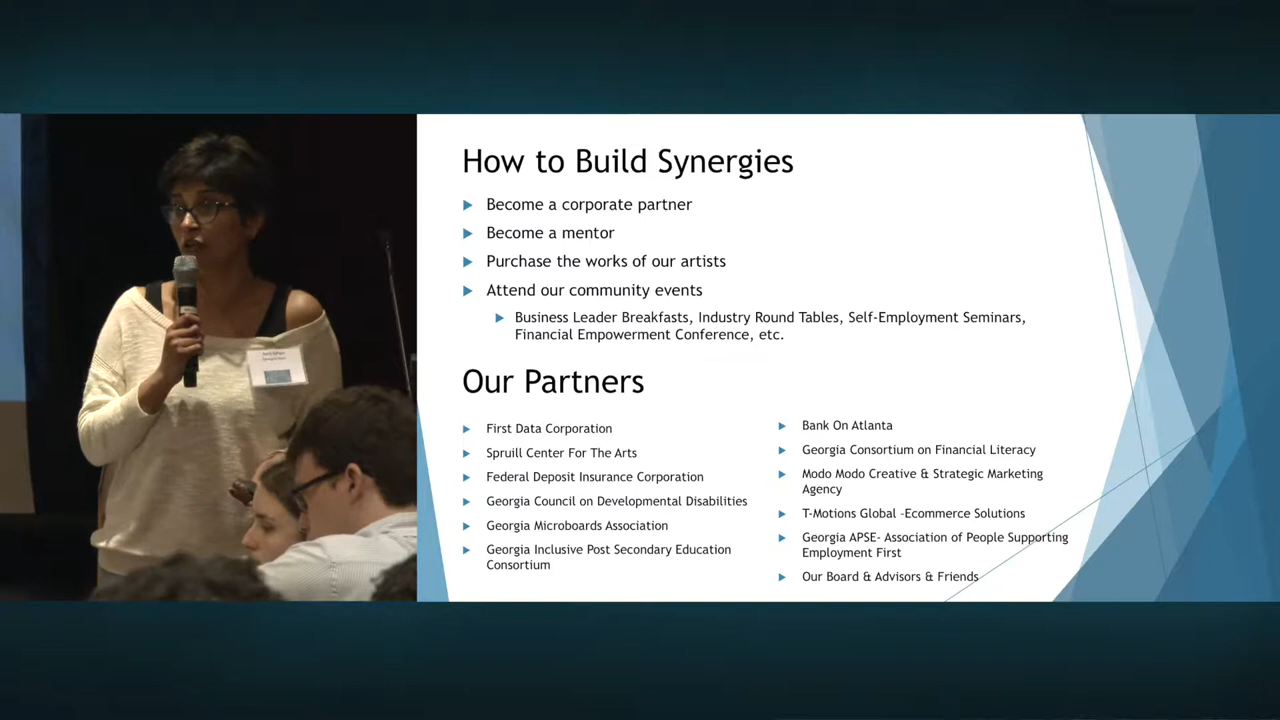 How to Build Synergies
Become a corporate partner
Become a mentor
Purchase the works of our artists
Attend our community events
Business Leader Breakfasts, Industry Round Tables, Self-Employment Seminars,
Financial Empowerment Conference, etc.
Our Partners
First Data Corporation
Spruill Center For The Arts
Federal Deposit Insurance Corporation
Georgia Council on Developmental Disabilities
Georgia Microboards Association
Georgia Inclusive Post Secondary Education
Consortium
Bank On Atlanta
Georgia Consortium on Financial Literacy
Modo Modo Creative & Strategic Marketing
Agency
T-Motions Global -Ecommerce Solutions
Georgia APSE- Association of People Supporting
Employment First
Our Board & Advisors & Friends